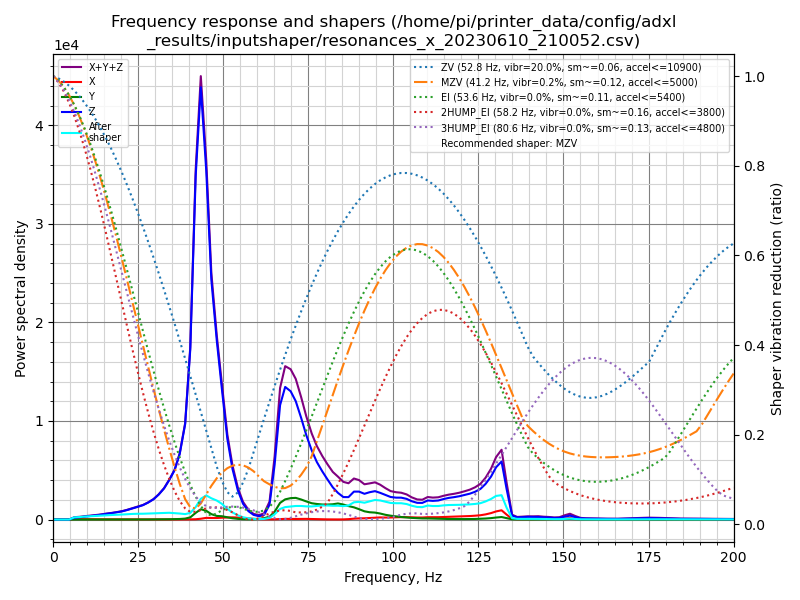 Frequency response and shapers (/home/pi/printer_data/config/adxl
_results/inputshaper/resonances_x_20230610_210052.csv)
1e4
X+Y+Z
X
Y
Z
After
shaper
ZV (52.8 Hz, vibr=20.0%, sm~=0.06, accel<=10900)
MZV (41.2 Hz, vibr=0.2%, sm~=0.12, accel<=5000)
EI (53.6 Hz, vibr=0.0%, sm~=0.11, accel<=5400)
2HUMP_EI (58.2 Hz, vibr=0.0%, sm~=0.16, accel<=3800)
3HUMP_EI (80.6 Hz, vibr=0.0%, sm~=0.13, accel<=4800)
Recommended shaper: MZV
Power spectral density
4
3
2
1
0
1.0
0.8
0.6
0.4
0.2
0.0
Shaper vibration reduction (ratio)
0 25 50 75 100 125 150 175 200
Frequency, Hz